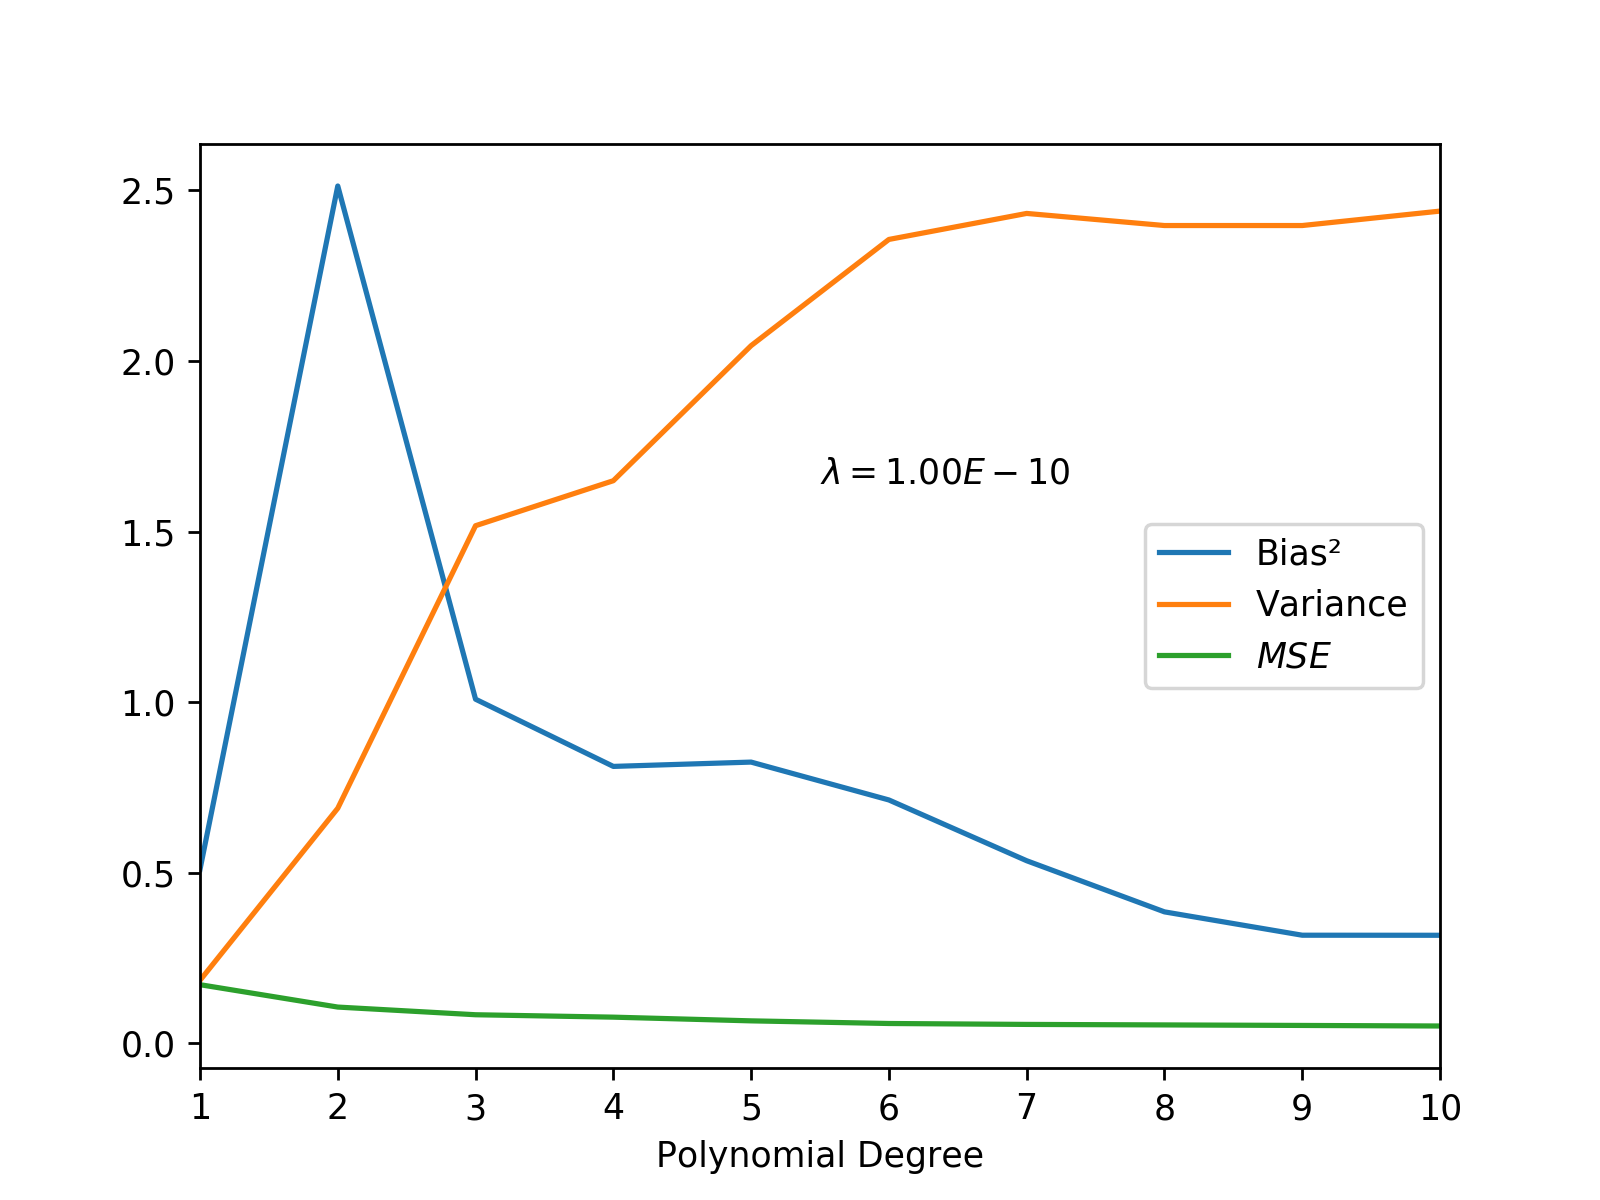 2.5
2.0
1.5
1.0
0.5
0.0
λ = 1.00E − 10
Bias²
Variance
MSE
1 2 3 4 5 6 7 8 9 10
Polynomial Degree